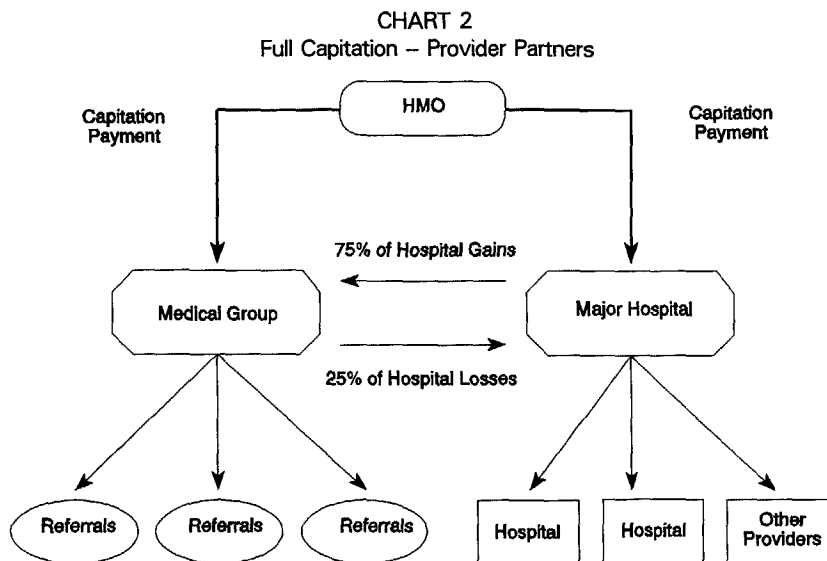 CHART 2
Full Capitation -- Provider Partners
HMO
Capitation
Payment
Capitation
Payment
75% of Hospital Gains
Medical Group
Major Hospital
25% of Hospital Losses
Referrals
Referrals
Referrals
Hospital
Hospital
Other
Providers